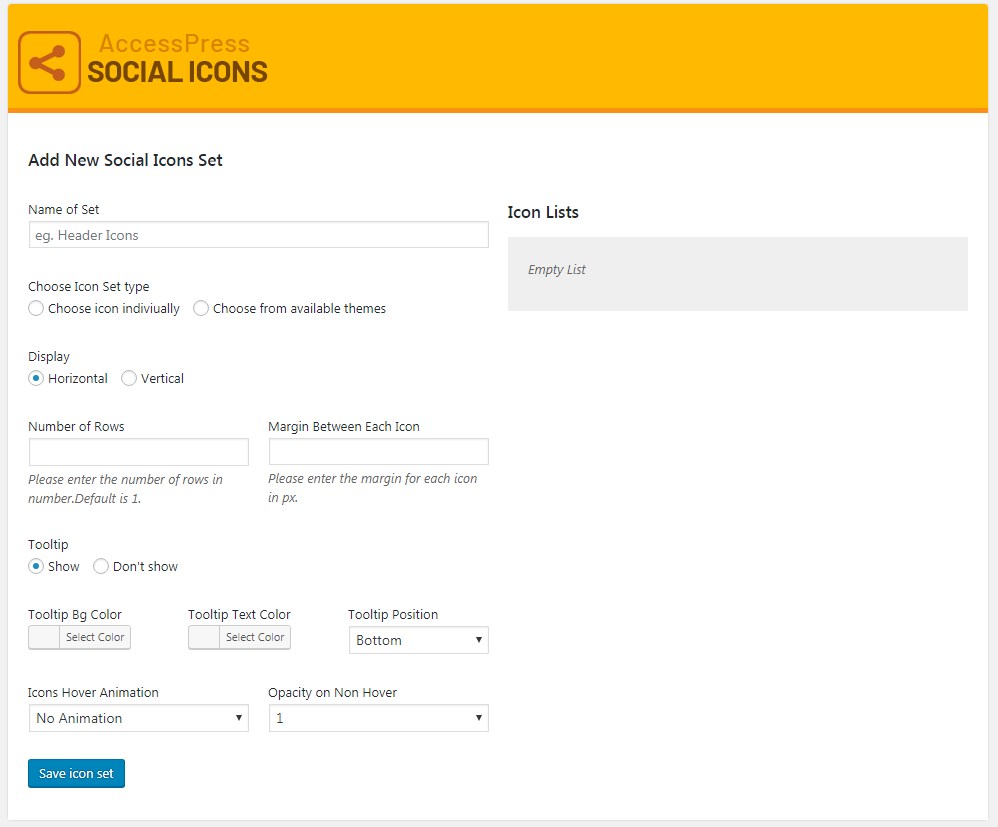 AccessPress
SOCIAL ICONS
Add New Social Icons Set
Name of Set
eg. Header Icons
Choose Icon Set type
Choose icon indiviually Choose from available themes
Display
Horizontal Vertical
Number of Rows
Please enter the number of rows in
number.Default is 1.
Margin Between Each Icon
Please enter the margin for each icon
in px.
Tooltip
Show Don't show
Tooltip Bg Color
Select Color
Tooltip Text Color
Select Color
Tooltip Position
Bottom
Icons Hover Animation
No Animation
Opacity on Non Hover
1
Save icon set
Icon Lists
Empty List